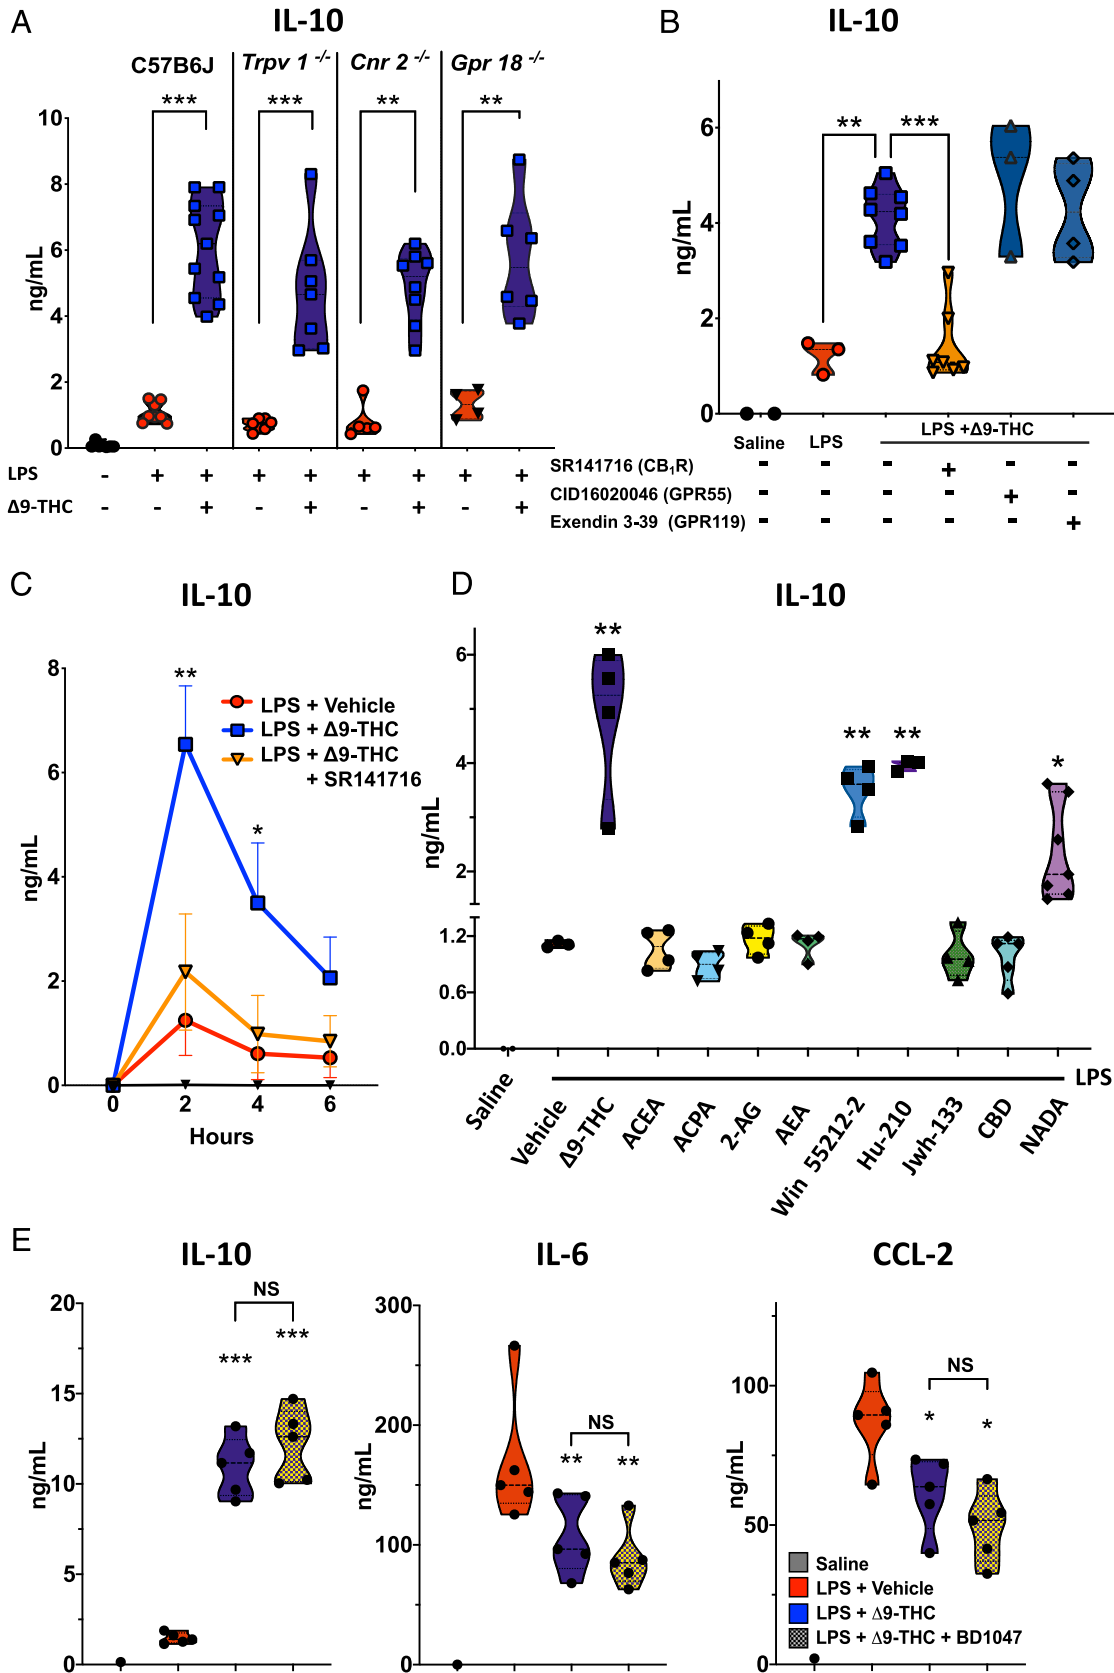 A
IL-10
C57B6J Trpv 1 -/- Cnr 2 -/- Gpr 18 -/-
*** *** ** **
ng/mL
10
8
6
4
2
0
LPS - + + + + + + + +
Δ9-THC - - + - + - + - +
B
IL-10
** ***
ng/mL
6
4
2
0
Saline LPS LPS +Δ9-THC
SR141716 (CB1R) - - - + - -
CID16020046 (GPR55) - - - - + -
Exendin 3-39 (GPR119) - - - - - +
C
IL-10
ng/mL
8
6
4
2
0
**
*
LPS + Vehicle
LPS + Δ9-THC
LPS + Δ9-THC
+ SR141716
0 2 4 6
Hours
D
IL-10
ng/mL
6
4
2
1.2
0.6
0.0
** ** ** *
LPS
Saline
Vehicle
Δ9-THC
ACEA
ACPA
2-AG
AEA
Win 55212-2
Hu-210
Jwh-133
CBD
NADA
E
IL-10
ng/mL
20
15
10
5
0
NS
*** ***
IL-6
ng/mL
300
200
100
0
NS
** **
CCL-2
ng/mL
100
50
0
NS
* *
Saline
LPS + Vehicle
LPS + Δ9-THC
LPS + Δ9-THC + BD1047